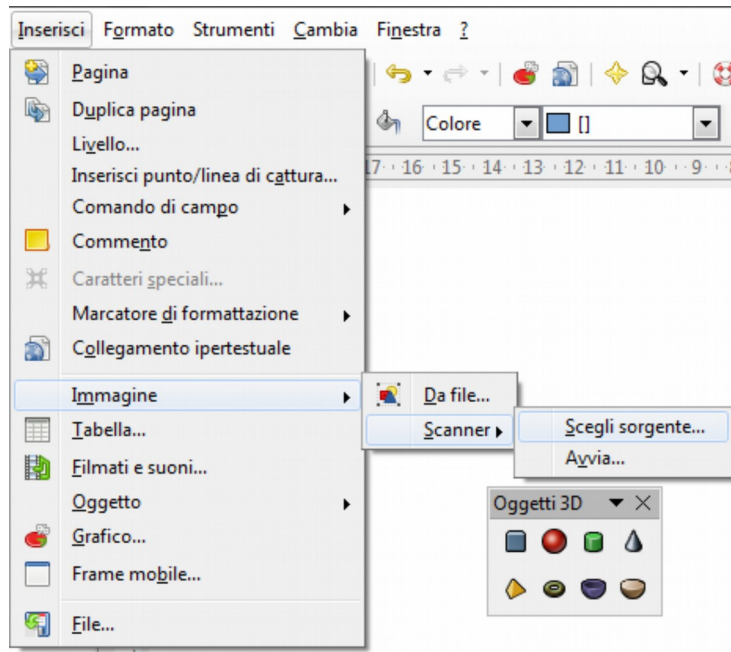 Inserisci Formato Strumenti Cambia Finestra ?
Pagina
Duplica pagina
Colore []
Livello...
Inserisci punto/linea di cattura...
17 16 15 14 13 12 11 10 9
Comando di campo
Commento
Caratteri speciali...
Marcatore di formattazione
Collegamento ipertestuale
Immagine
Da file...
Tabella...
Scanner
Scegli sorgente...
Filmati e suoni...
Avvia...
Oggetto
Oggetti 3D
Grafico...
Frame mobile...
File...